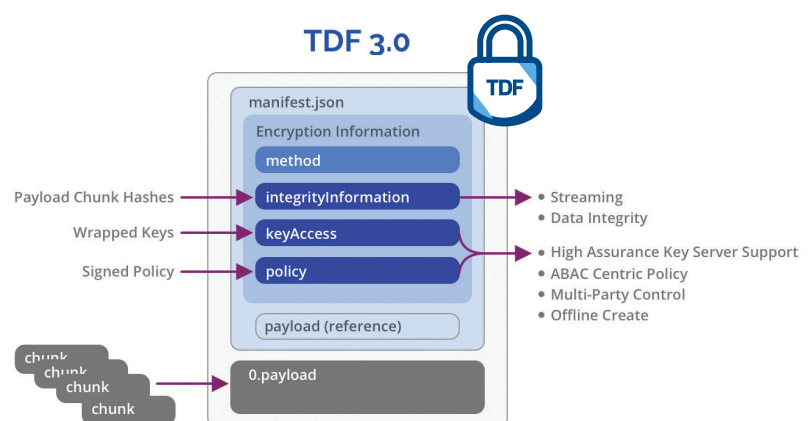 TDF 3.0
TDF
manifest.json
Encryption Information
method
Payload Chunk Hashes
integrityInformation
Wrapped Keys
keyAccess
Signed Policy
policy
payload (reference)
• Streaming
• Data Integrity
• High Assurance Key Server Support
• ABAC Centric Policy
• Multi-Party Control
• Offline Create
chunk
chunk
chunk
chunk
0.payload